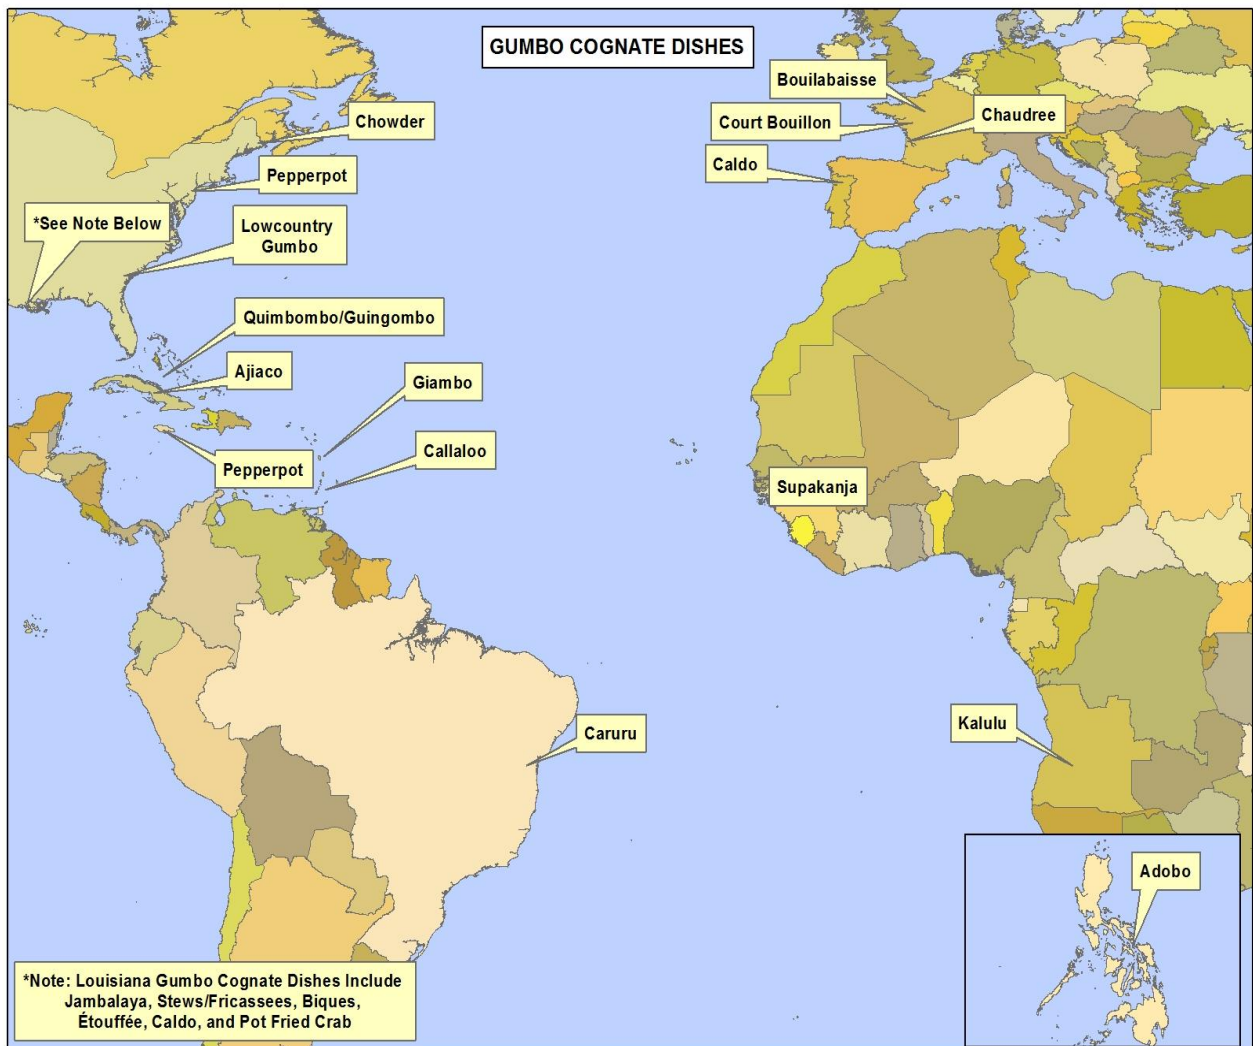 GUMBO COGNATE DISHES
Bouilabaisse
Chowder
Court Bouillon
Chaudree
Pepperpot
Caldo
*See Note Below
Lowcountry
Gumbo
Quimbombo/Guingombo
Ajiaco
Giambo
Pepperpot
Callaloo
Supakanja
Caruru
Kalulu
Adobo
*Note: Louisiana Gumbo Cognate Dishes Include
Jambalaya, Stews/Fricassees, Biques,
Étouffée, Caldo, and Pot Fried Crab